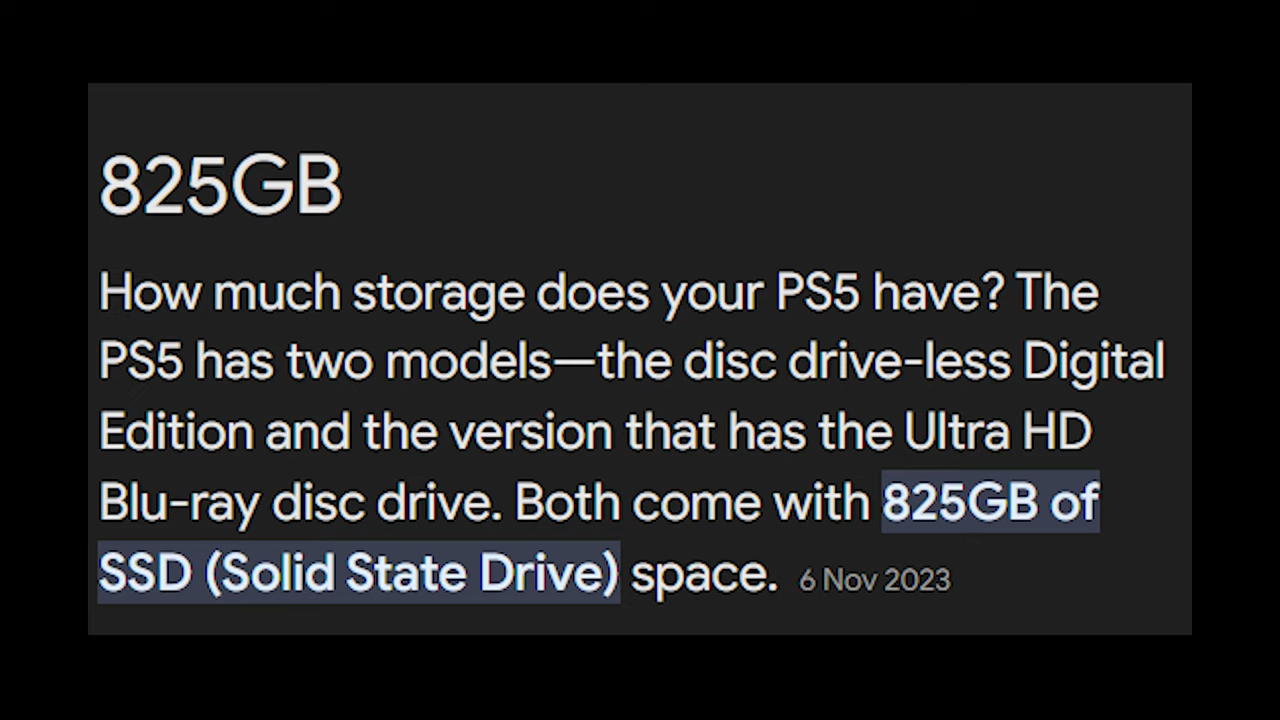 825GB
How much storage does your PS5 have? The
PS5 has two models—the disc drive-less Digital
Edition and the version that has the Ultra HD
Blu-ray disc drive. Both come with 825GB of
SSD (Solid State Drive) space. 6 Nov 2023